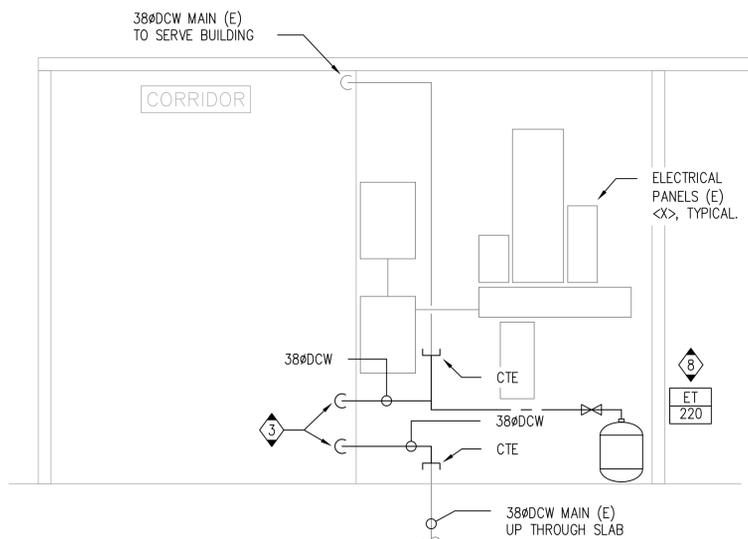 38øDCW MAIN (E)
TO SERVE BUILDING
CORRIDOR
ELECTRICAL
PANELS (E)
<X>, TYPICAL.
38øDCW
CTE
8
ET
220
3
38øDCW
CTE
38øDCW MAIN (E)
UP THROUGH SLAB